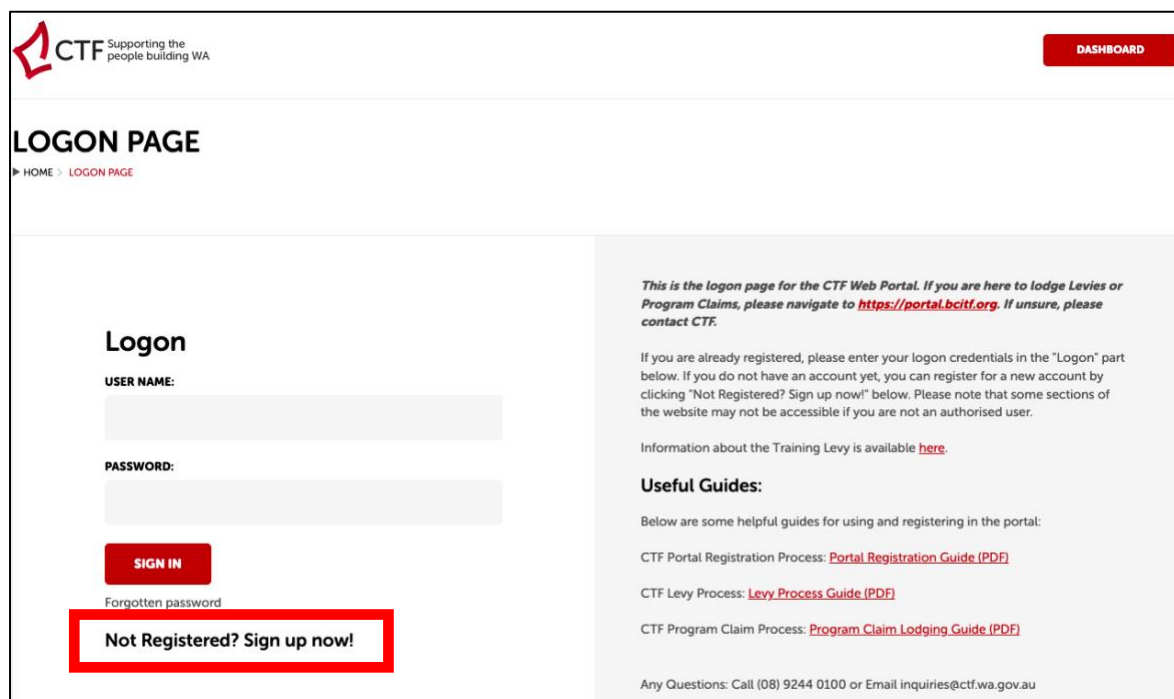 CTF Supporting the
people building WA
DASHBOARD
LOGON PAGE
HOME > LOGON PAGE
Logon
USER NAME:
PASSWORD:
SIGN IN
Forgotten password
Not Registered? Sign up now!
This is the logon page for the CTF Web Portal. If you are here to lodge Levies or
Program Claims, please navigate to https://portal.bcitf.org. If unsure, please
contact CTF.
If you are already registered, please enter your logon credentials in the "Logon" part
below. If you do not have an account yet, you can register for a new account by
clicking "Not Registered? Sign up now!" below. Please note that some sections of
the website may not be accessible if you are not an authorised user.
Information about the Training Levy is available here.
Useful Guides:
Below are some helpful guides for using and registering in the portal:
CTF Portal Registration Process: Portal Registration Guide (PDF)
CTF Levy Process: Levy Process Guide (PDF)
CTF Program Claim Process: Program Claim Lodging Guide (PDF)
Any Questions: Call (08) 9244 0100 or Email inquiries@ctf.wa.gov.au